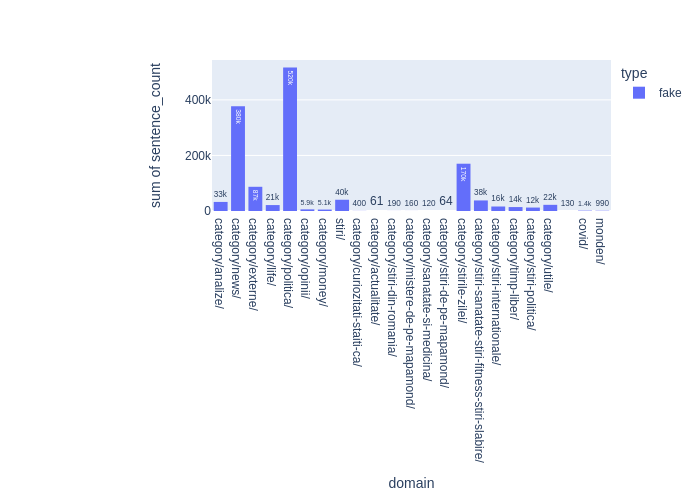 sum of sentence_count
400k
200k
0
33k
380k
87k
21k
520k
5.9k
5.1k
40k
400
61
190
160
120
64
170k
38k
16k
14k
12k
22k
130
1.4k
990
category/analize/
category/news/
category/externe/
category/life/
category/politica/
category/opinii/
category/money/
stiri/
category/curiozitati-staiti-ca/
category/actualitate/
category/stiri-din-romania/
category/mistere-de-pe-mapamond/
category/sanatate-si-medicina/
category/stiri-de-pe-mapamond/
category/stirile-zilei/
category/stiri-sanatate-stiri-fitness-stiri-slabire/
category/stiri-internationale/
category/timp-liber/
category/stiri-politica/
category/utile/
covid/
monden/
domain
type
fake